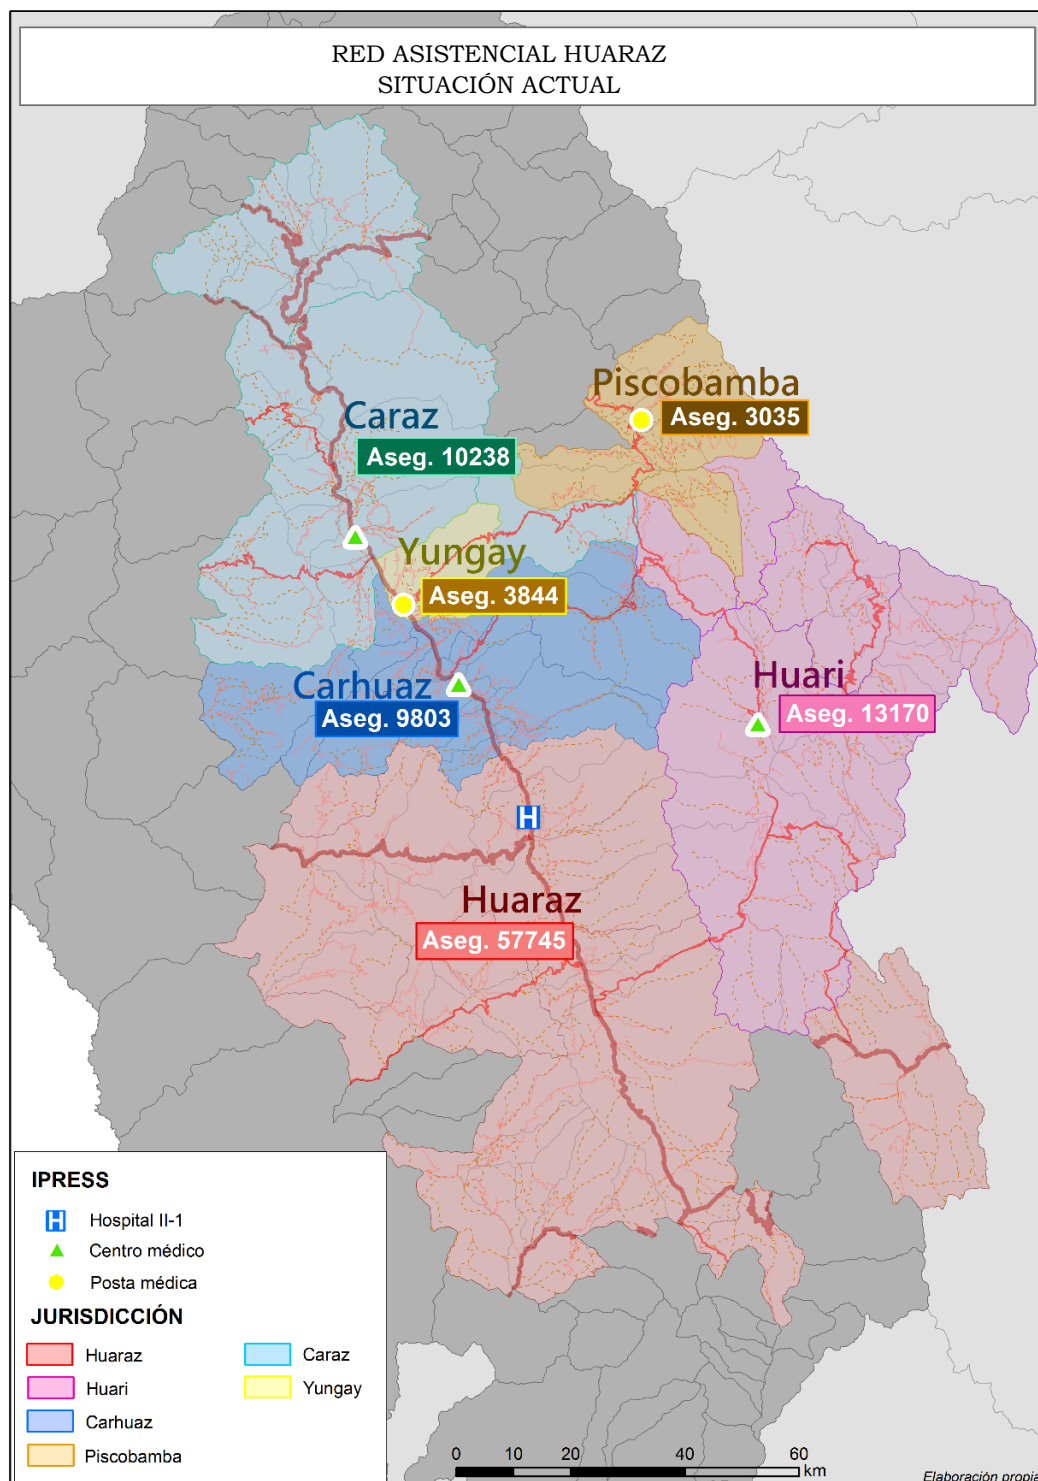 RED ASISTENCIAL HUARAZ
SITUACIÓN ACTUAL
Piscobamba
Aseg. 3035
Caraz
Aseg. 10238
Yungay
Aseg. 3844
Huari
Aseg. 13170
Carhuaz
Aseg. 9803
H
Huaraz
Aseg. 57745
IPRESS
H Hospital II-1
Centro médico
Posta médica
JURISDICCIÓN
Huaraz
Caraz
Huari
Yungay
Carhuaz
Piscobamba
0 10 20 40 60
km
Elaboración propia